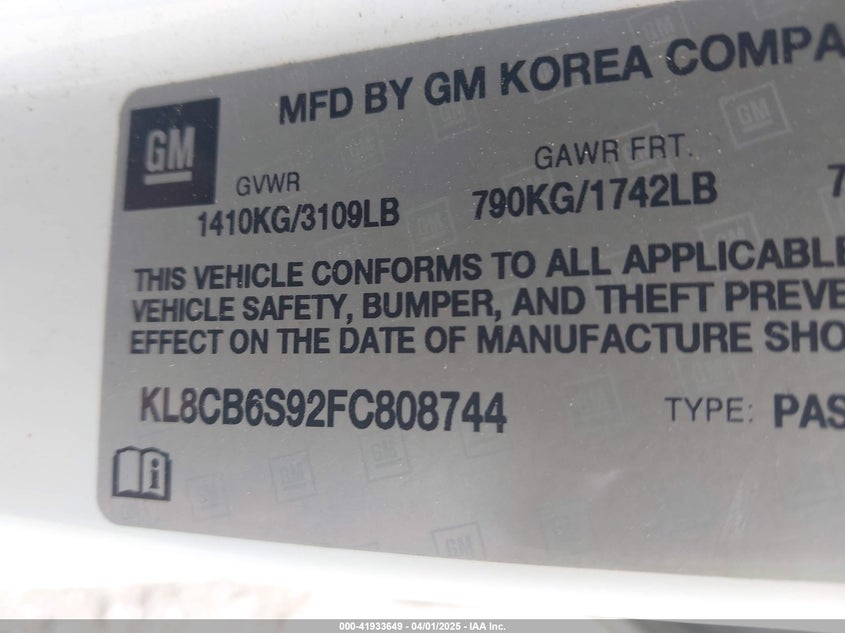 MFD BY GM KOREA COMPA
GM
GVWR
GAWR FRT.
1410KG/3109LB
790KG/1742LB
7
THIS VEHICLE CONFORMS TO ALL APPLICABLE
VEHICLE SAFETY, BUMPER, AND THEFT PREVE
EFFECT ON THE DATE OF MANUFACTURE SHO
KL8CB6S92FC808744
TYPE: PAS
i
000-41933649 - 04/01/2025 - IAA Inc.